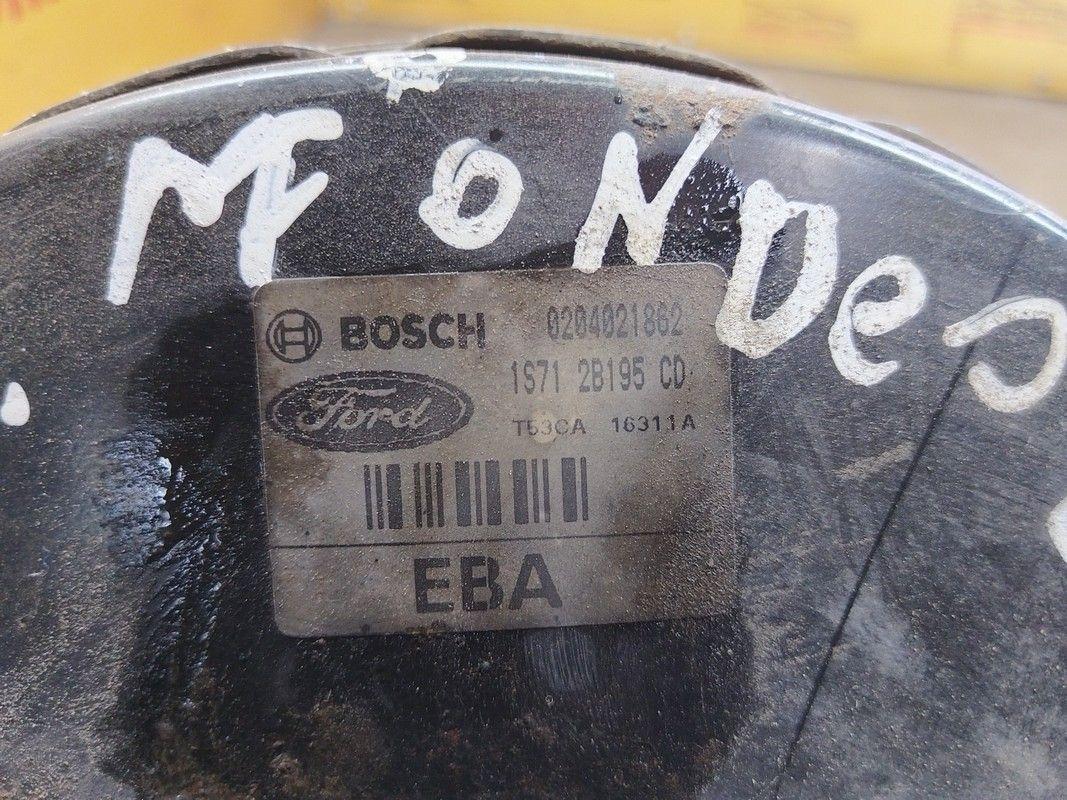 MONDeo
BOSCH 0204021862
Ford 1S71 2B195 CD
T53CA 16311A
EBA